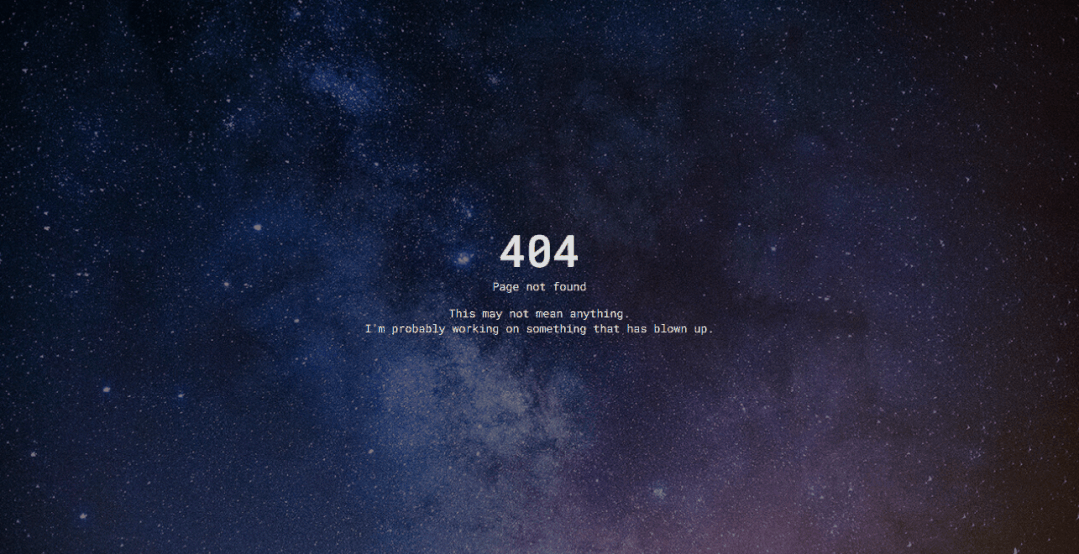 404
Page not found
This may not mean anything.
I'm probably working on something that has blown up.